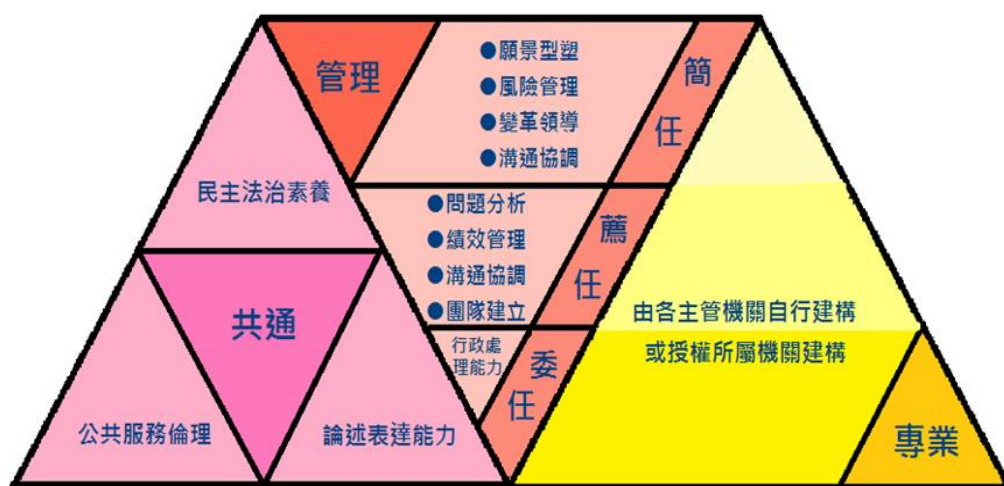 管理
●願景型塑
●風險管理
●變革領導
●溝通協調
簡任
民主法治素養
●問題分析
●績效管理
●溝通協調
●團隊建立
薦任
共通
公共服務倫理
論述表達能力
行政處
理能力
委任
由各主管機關自行建構
或授權所屬機關建構
專業